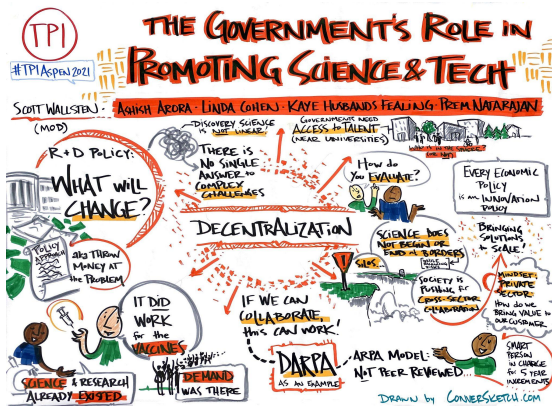 TPI
#TPIASPEN2021
THE GOVERNMENT'S ROLE IN
PROMOTING SCIENCE & TECH
SCOTT WALLSTEN
(MOD)
ASHISH ARORA · LINDA COHEN · KAYE HUSBANDS FEALING · PREM NATARAJAN
R+D POLICY:
WHAT WILL
CHANGE?
POLICY
APPROACH
AKA THROW
MONEY AT
THE PROBLEM
DISCOVERY SCIENCE
IS NOT LINEAR!
THERE IS
NO SINGLE
ANSWER TO
COMPLEX
CHALLENGES
GOVERNMENT NEED
ACCESS TO TALENT
(NEAR UNIVERSITIES)
HOW DO
YOU EVALUATE?
EVERY ECONOMIC
POLICY
IS AN INNOVATION
POLICY
DECENTRALIZATION
SCIENCE DOES
NOT BEGIN OR
END AT BORDERS
SILOS
SOCIETY IS
PUSHING FOR
CROSS-SECTOR
COLLABORATION
BRINGING
SOLUTIONS
TO SCALE!
MINDSET:
PRIVATE
SECTOR
HOW DO WE
BRING VALUE TO
OUR CUSTOMER
IT DID
WORK
for the
VACCINES
SCIENCE & RESEARCH
ALREADY EXISTED
DEMAND
WAS THERE
IF WE CAN
COLLABORATE,
THIS CAN WORK!
DARPA
AS AN EXAMPLE
ARPA MODEL:
NOT PEER REVIEWED...
SMART
PERSON
IN CHARGE
FOR 5 YEAR
INCREMENTS
DRAWN by CONNERSKETCH.COM